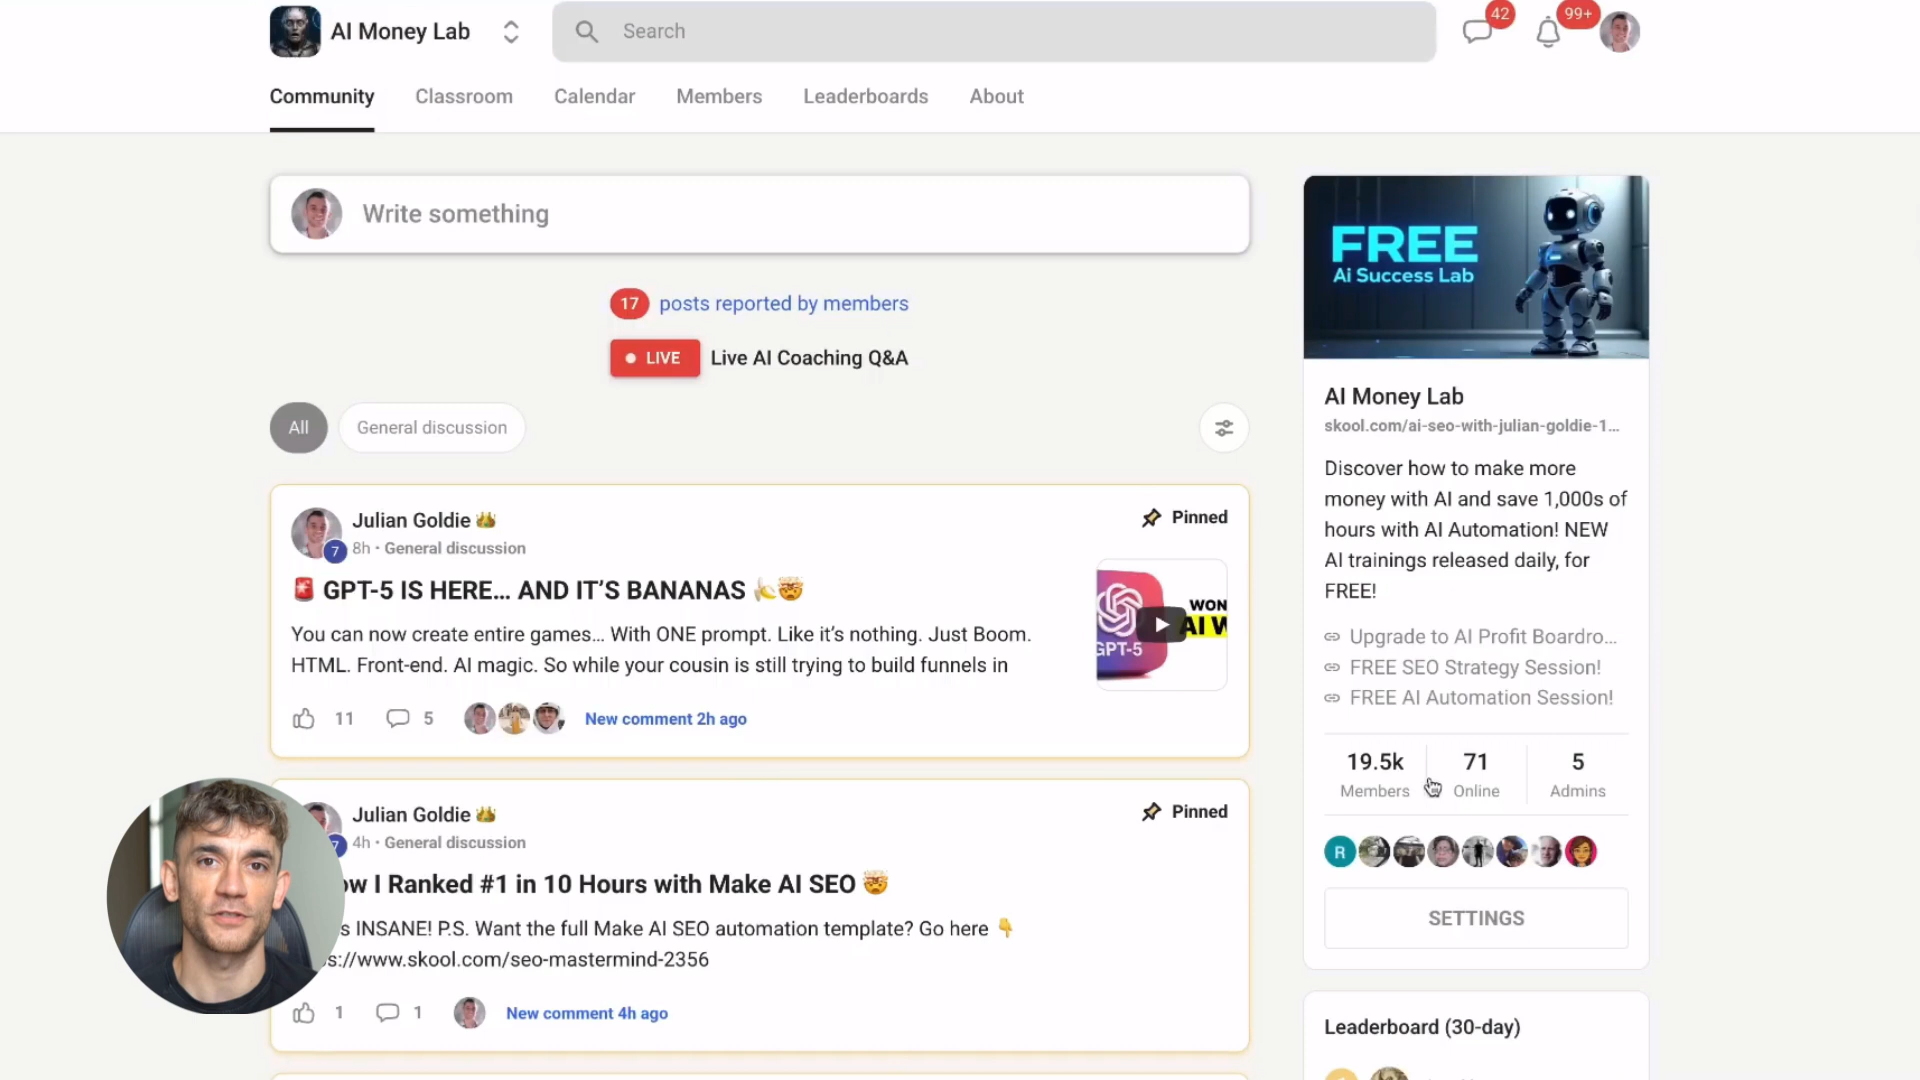 AI Money Lab
Search
42
99+
Community
Classroom
Calendar
Members
Leaderboards
About
Write something
17 posts reported by members
LIVE Live AI Coaching Q&A
All
General discussion
Julian Goldie
7
8h • General discussion
Pinned
GPT-5 IS HERE… AND IT’S BANANAS
You can now create entire games… With ONE prompt. Like it’s nothing. Just Boom.
HTML. Front-end. AI magic. So while your cousin is still trying to build funnels in
GPT-5
WON
AI W
11
5
New comment 2h ago
Julian Goldie
7
4h • General discussion
Pinned
ow I Ranked #1 in 10 Hours with Make AI SEO
s INSANE! P.S. Want the full Make AI SEO automation template? Go here 👇
s://www.skool.com/seo-mastermind-2356
1
1
New comment 4h ago
FREE
Ai Success Lab
AI Money Lab
skool.com/ai-seo-with-julian-goldie-1...
Discover how to make more
money with AI and save 1,000s of
hours with AI Automation! NEW
AI trainings released daily, for
FREE!
Upgrade to AI Profit Boardro...
FREE SEO Strategy Session!
FREE AI Automation Session!
19.5k
Members
71
Online
5
Admins
R
SETTINGS
Leaderboard (30-day)